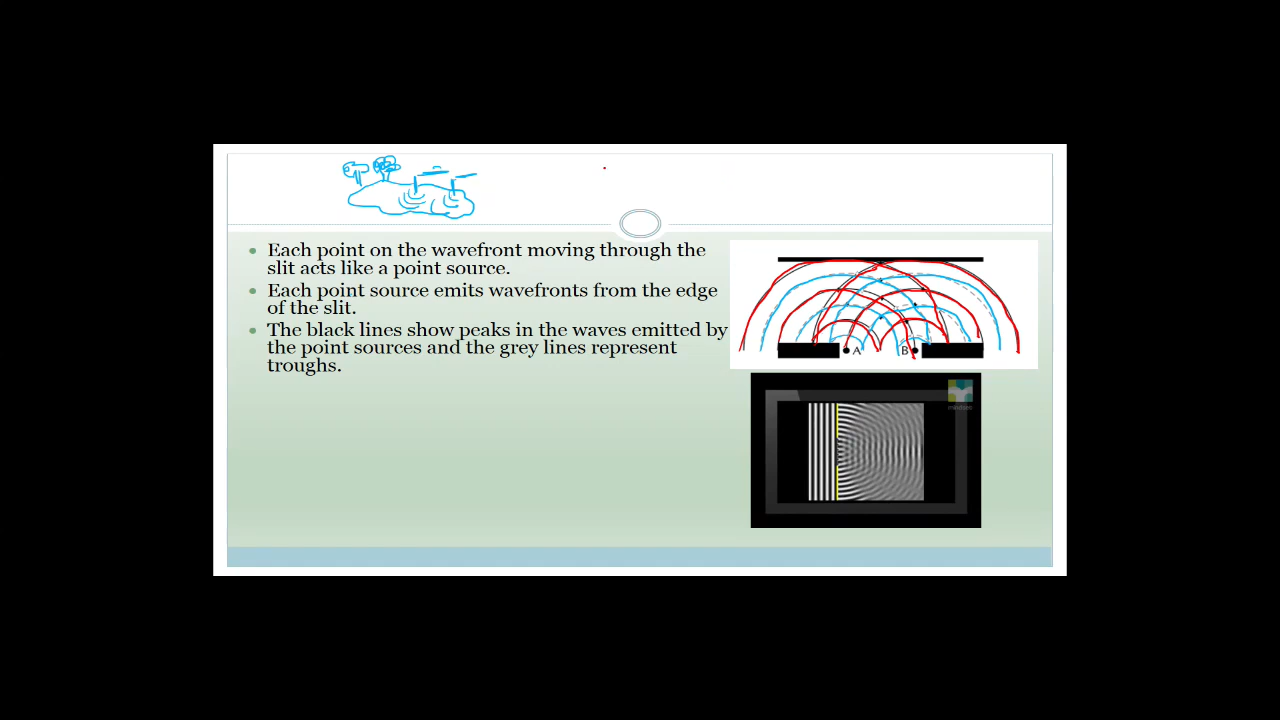 Each point on the wavefront moving through the
slit acts like a point source.
Each point source emits wavefronts from the edge
of the slit.
The black lines show peaks in the waves emitted by
the point sources and the grey lines represent
troughs.
A
B
mindset